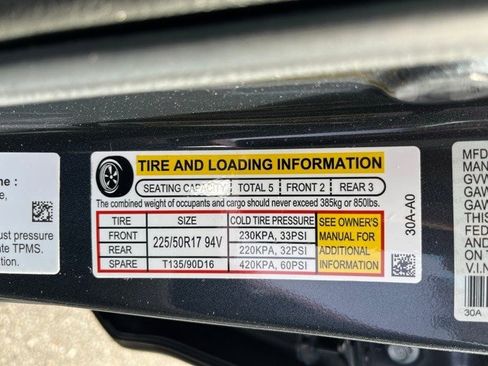 me :
e,
ust pressure
ate TPMS.
TIRE AND LOADING INFORMATION
SEATING CAPACITY TOTAL 5 FRONT 2 REAR 3
The combined weight of occupants and cargo should never exceed 385kg or 850lbs.
TIRE SIZE COLD TIRE PRESSURE SEE OWNER'S MANUAL FOR ADDITIONAL INFORMATION
FRONT 225/50R17 94V 230KPA, 33PSI
REAR 220KPA, 32PSI
SPARE T135/90D16 420KPA, 60PSI
30A-A0
MFD
MAN
GVW
GAW
GAW
THIS
FED
ON T
V.I.N
30A